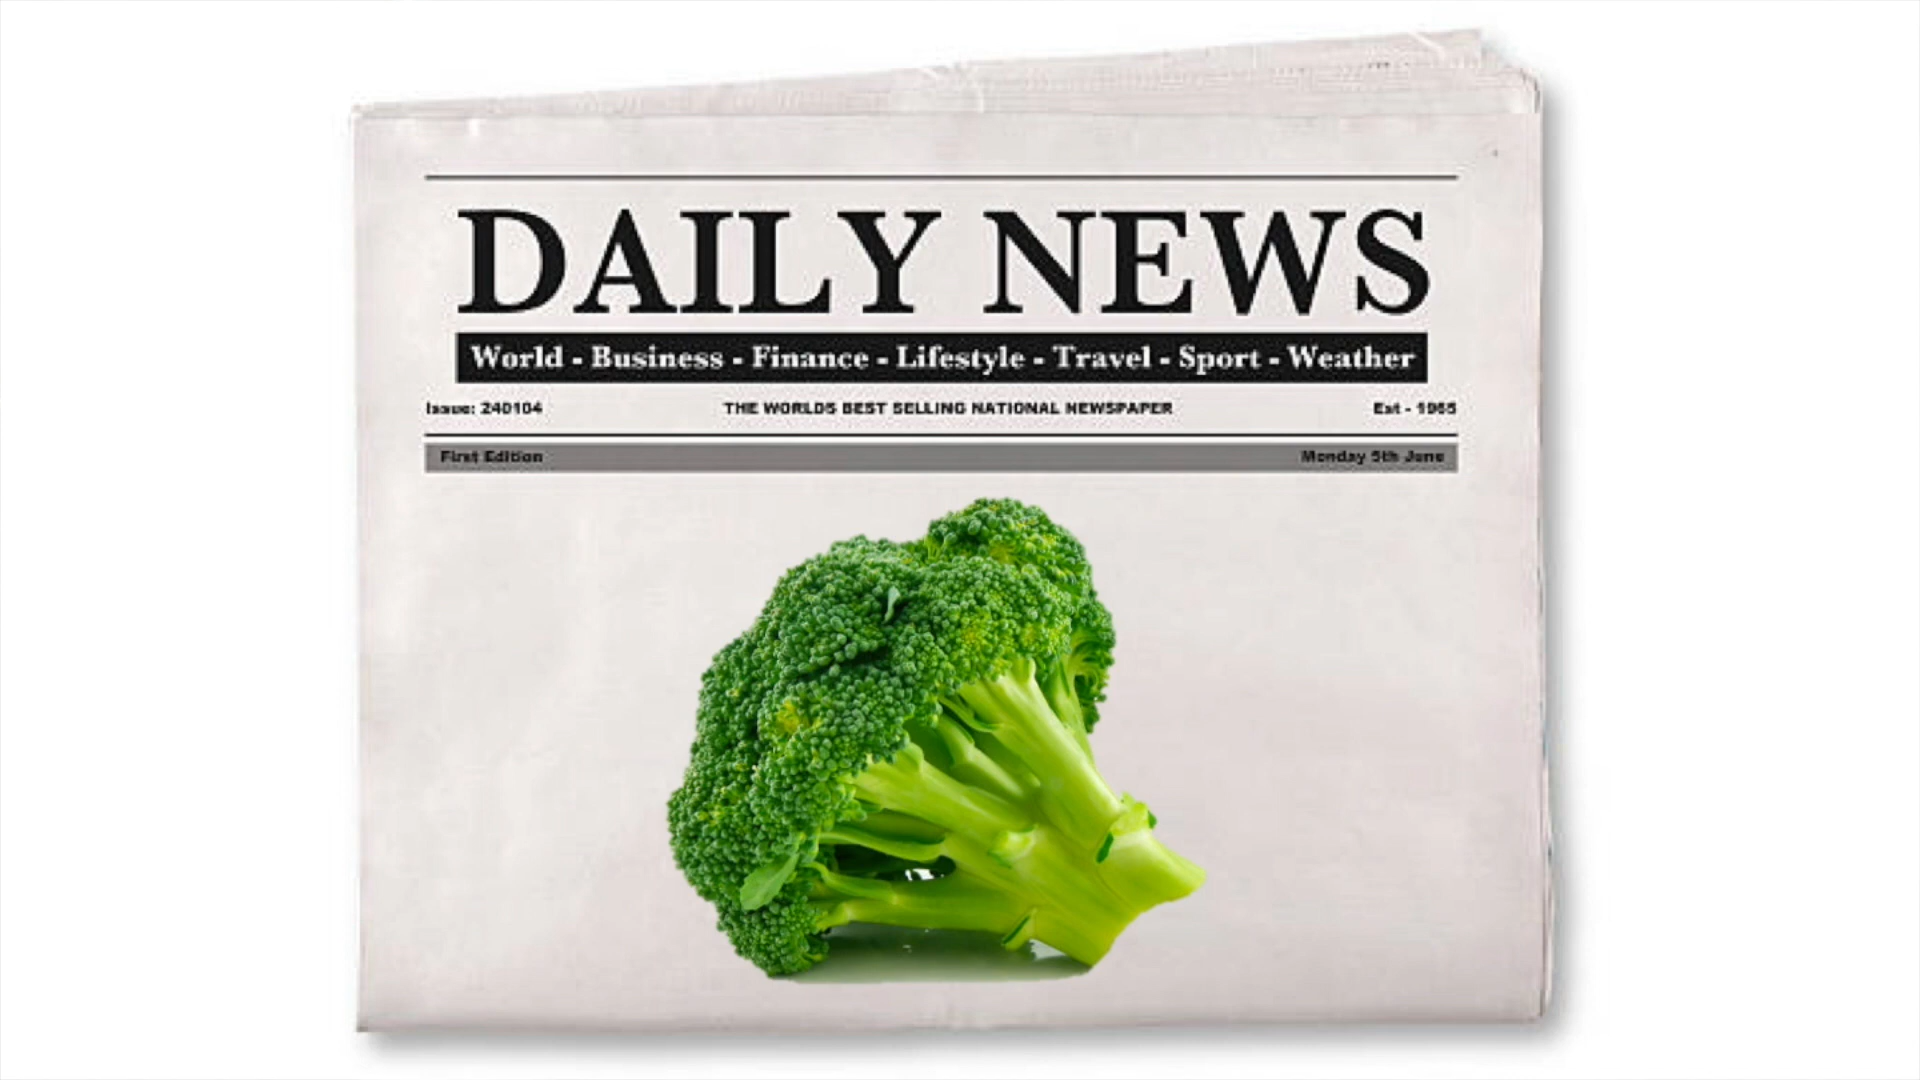 DAILY NEWS
World - Business - Finance - Lifestyle - Travel - Sport - Weather
Issue: 240104 THE WORLDS BEST SELLING NATIONAL NEWSPAPER Est - 1965
First Edition Monday 5th June